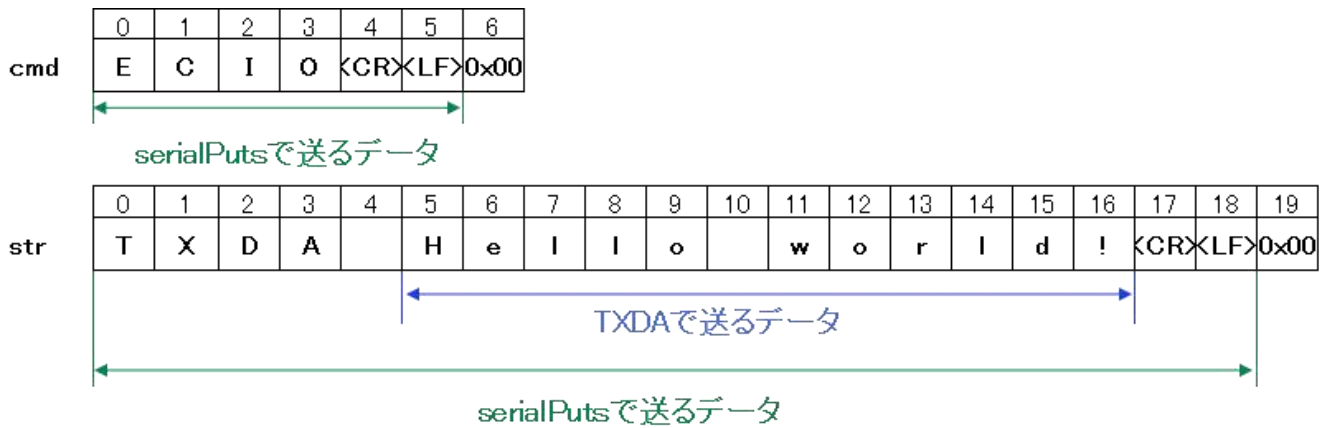 0 1 2 3 4 5 6
cmd E C I O <CR> <LF> 0x00
serialPutsで送るデータ
0 1 2 3 4 5 6 7 8 9 10 11 12 13 14 15 16 17 18 19
str T X D A H e l l o w o r l d ! <CR> <LF> 0x00
TXDAで送るデータ
serialPutsで送るデータ